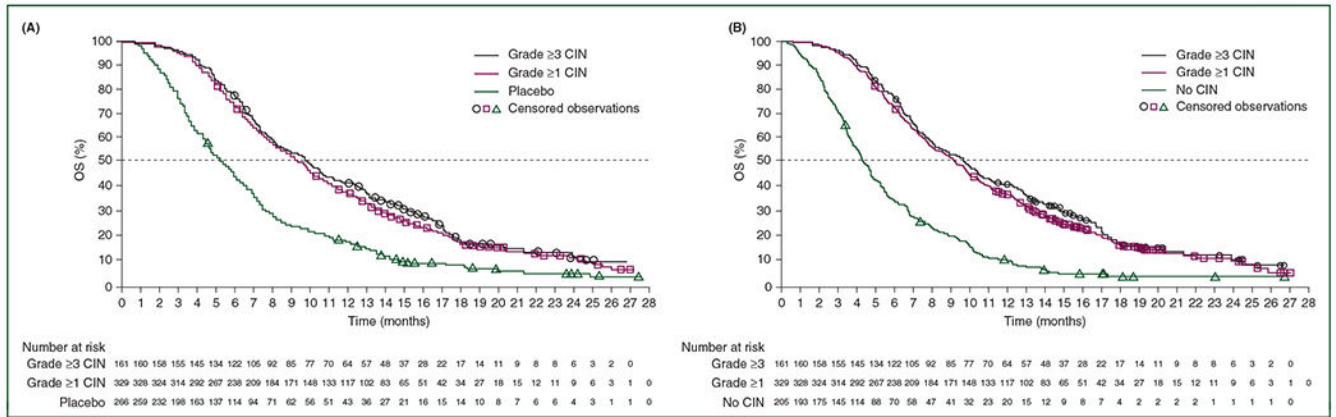 (A)
100
90
80
70
60
50
40
30
20
10
0
OS (%)
Grade ≥3 CIN
Grade ≥1 CIN
Placebo
Censored observations
0 1 2 3 4 5 6 7 8 9 10 11 12 13 14 15 16 17 18 19 20 21 22 23 24 25 26 27 28
Time (months)
Number at risk
Grade ≥3 CIN 161 160 158 155 145 134 122 105 92 85 77 70 64 57 48 37 28 22 17 14 11 9 8 8 6 3 2 0
Grade ≥1 CIN 329 328 324 314 292 267 238 209 184 171 148 133 117 102 83 65 51 42 34 27 18 15 12 11 9 6 3 1 0
Placebo 266 259 232 198 163 137 114 94 71 62 56 51 43 36 27 21 16 15 14 10 8 7 6 6 4 3 1 1 0
(B)
100
90
80
70
60
50
40
30
20
10
0
OS (%)
Grade ≥3 CIN
Grade ≥1 CIN
No CIN
Censored observations
0 1 2 3 4 5 6 7 8 9 10 11 12 13 14 15 16 17 18 19 20 21 22 23 24 25 26 27 28
Time (months)
Number at risk
Grade ≥3 161 160 158 155 145 134 122 105 92 85 77 70 64 57 48 37 28 22 17 14 11 9 8 8 6 3 2 0
Grade ≥1 329 328 324 314 292 267 238 209 184 171 148 133 117 102 83 65 51 42 34 27 18 15 12 11 9 6 3 1 0
No CIN 205 193 175 145 114 88 70 58 47 41 32 23 20 15 12 9 8 7 4 2 2 2 2 1 1 1 1 0